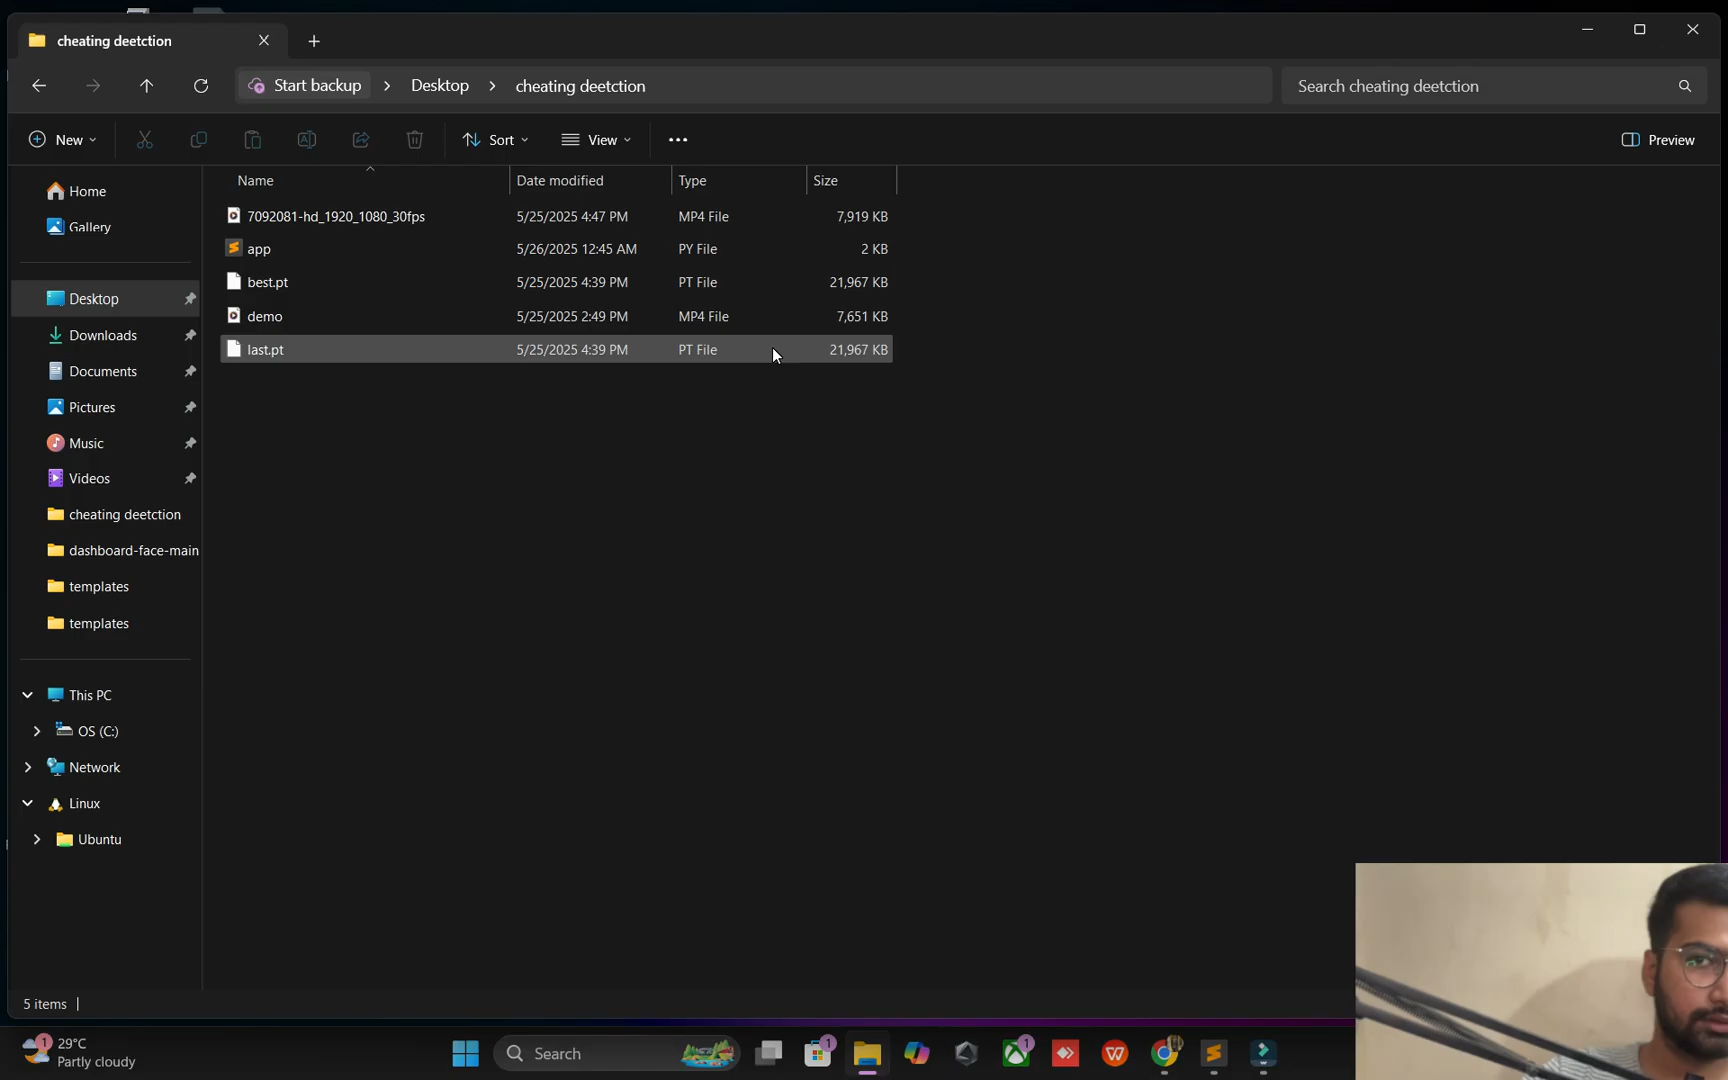 cheating deetction
Start backup > Desktop > cheating deetction
Search cheating deetction
New
Sort
View
Preview
Name Date modified Type Size
7092081-hd_1920_1080_30fps 5/25/2025 4:47 PM MP4 File 7,919 KB
app 5/26/2025 12:45 AM PY File 2 KB
best.pt 5/25/2025 4:39 PM PT File 21,967 KB
demo 5/25/2025 2:49 PM MP4 File 7,651 KB
last.pt 5/25/2025 4:39 PM PT File 21,967 KB
Home
Gallery
Desktop
Downloads
Documents
Pictures
Music
Videos
cheating deetction
dashboard-face-main
templates
templates
This PC
OS (C:)
Network
Linux
Ubuntu
5 items
1
29°C
Partly cloudy
Search
1
1